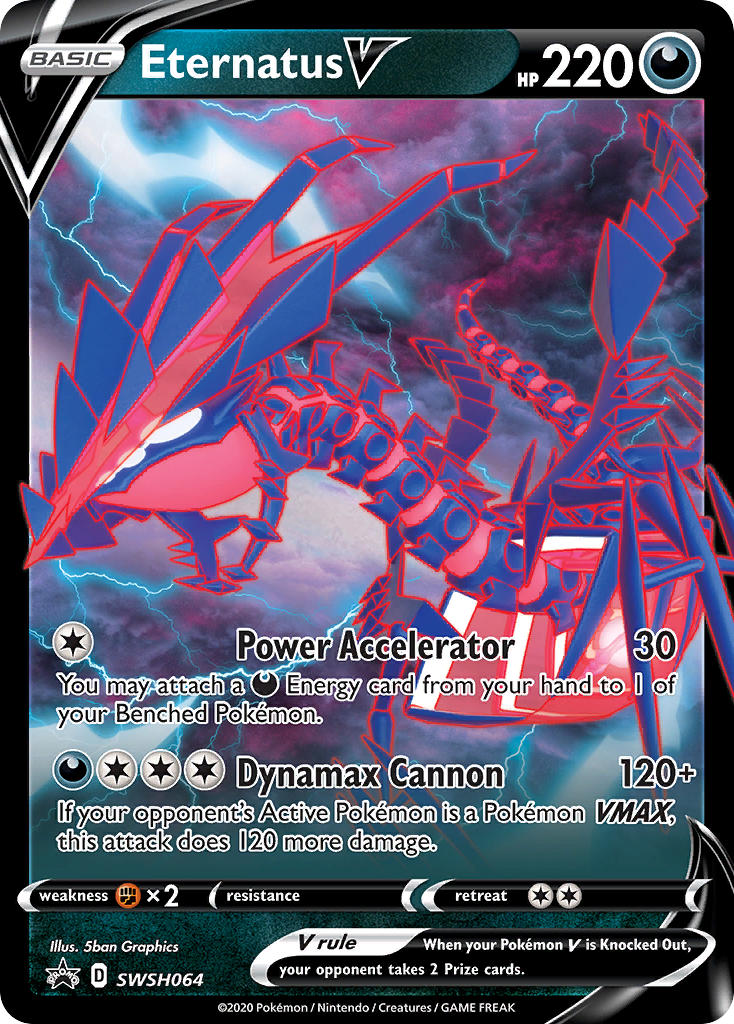 BASIC Eternatus V HP 220
Power Accelerator 30
You may attach a Energy card from your hand to 1 of
your Benched Pokémon.
Dynamax Cannon 120+
If your opponent's Active Pokémon is a Pokémon VMAX,
this attack does 120 more damage.
weakness ×2 resistance retreat
Illus. 5ban Graphics
V rule When your Pokémon V is Knocked Out,
your opponent takes 2 Prize cards.
PROMO D SWSH064
©2020 Pokémon / Nintendo / Creatures / GAME FREAK